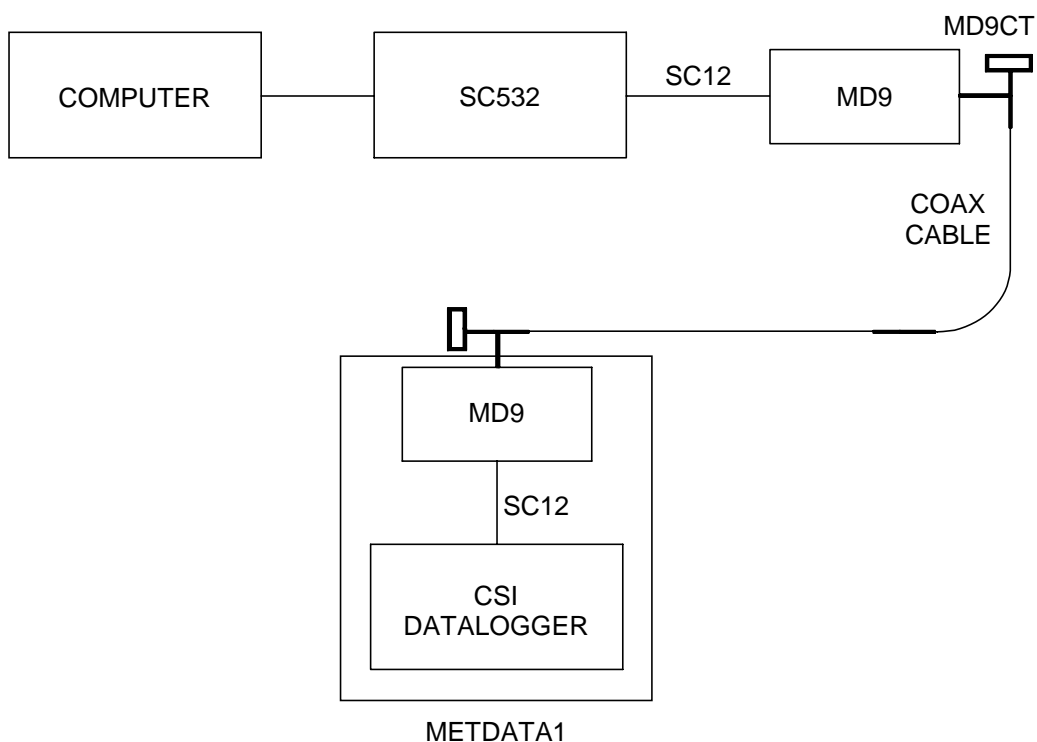 MD9CT
COMPUTER
SC532
SC12
MD9
COAX
CABLE
MD9
SC12
CSI
DATALOGGER
METDATA1